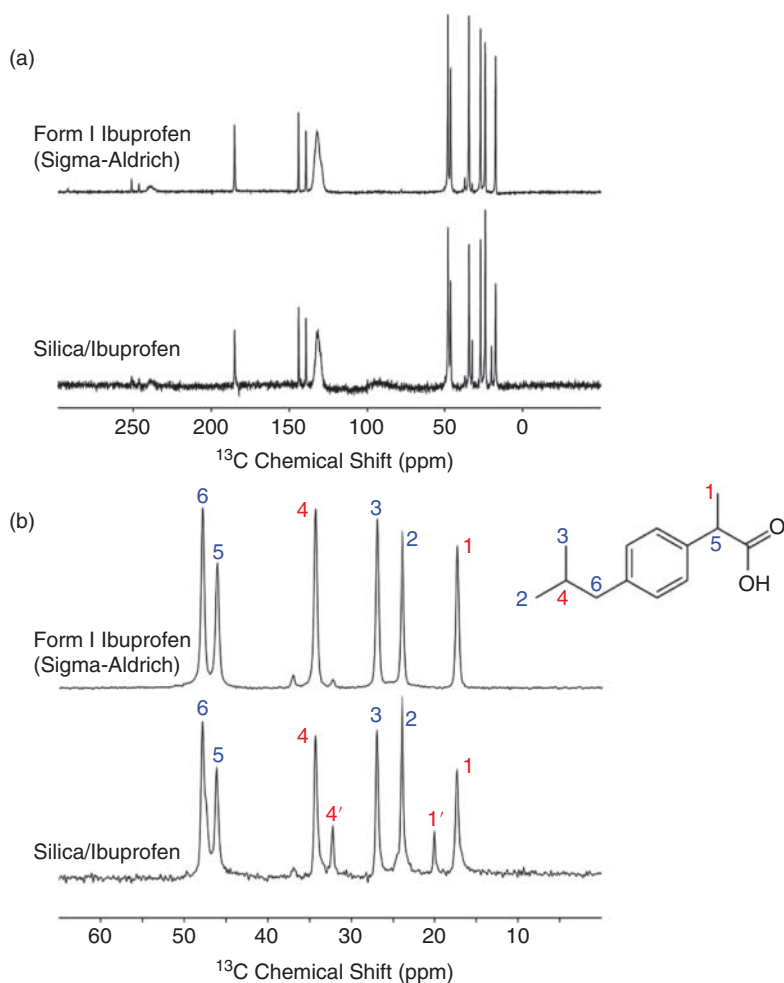 (a)
Form I Ibuprofen
(Sigma-Aldrich)
Silica/Ibuprofen
250 200 150 100 50 0
¹³C Chemical Shift (ppm)
(b)
6 5 4 3 2 1
Form I Ibuprofen
(Sigma-Aldrich)
1
3 5 O
2 4 6 OH
6 5 4 4′ 3 2 1′ 1
Silica/Ibuprofen
60 50 40 30 20 10
¹³C Chemical Shift (ppm)